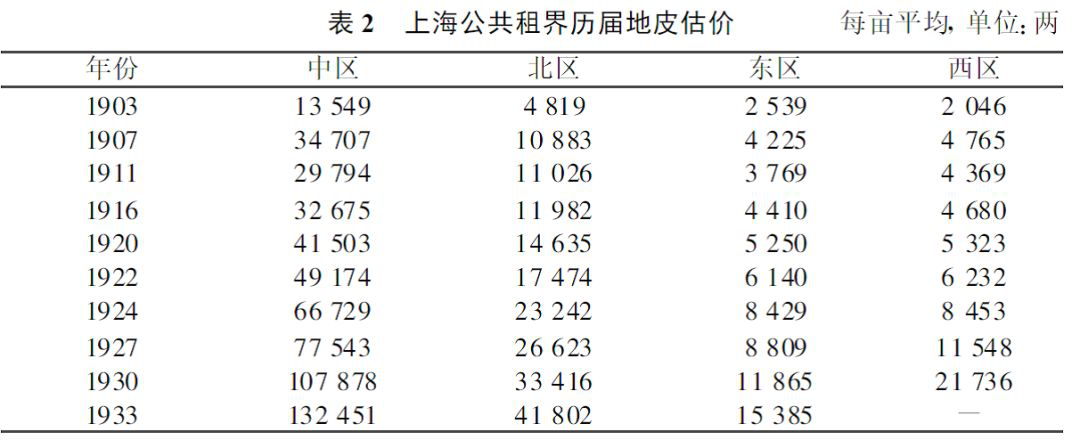 表 2 上海公共租界历届地皮估价 每亩平均, 单位: 两
年份 中区 北区 东区 西区
1903 13 549 4 819 2 539 2 046
1907 34 707 10 883 4 225 4 765
1911 29 794 11 026 3 769 4 369
1916 32 675 11 982 4 410 4 680
1920 41 503 14 635 5 250 5 323
1922 49 174 17 474 6 140 6 232
1924 66 729 23 242 8 429 8 453
1927 77 543 26 623 8 809 11 548
1930 107 878 33 416 11 865 21 736
1933 132 451 41 802 15 385 —